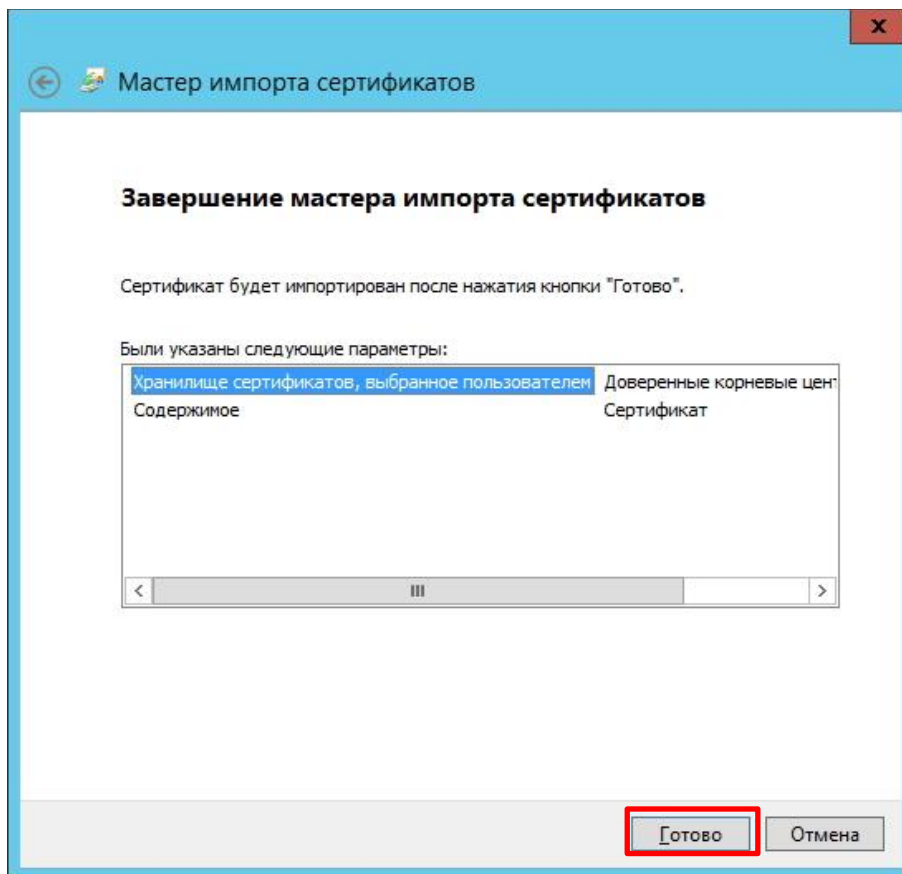 x
Мастер импорта сертификатов
Завершение мастера импорта сертификатов
Сертификат будет импортирован после нажатия кнопки "Готово".
Были указаны следующие параметры:
Хранилище сертификатов, выбранное пользователем Доверенные корневые цент
Содержимое Сертификат
Готово Отмена